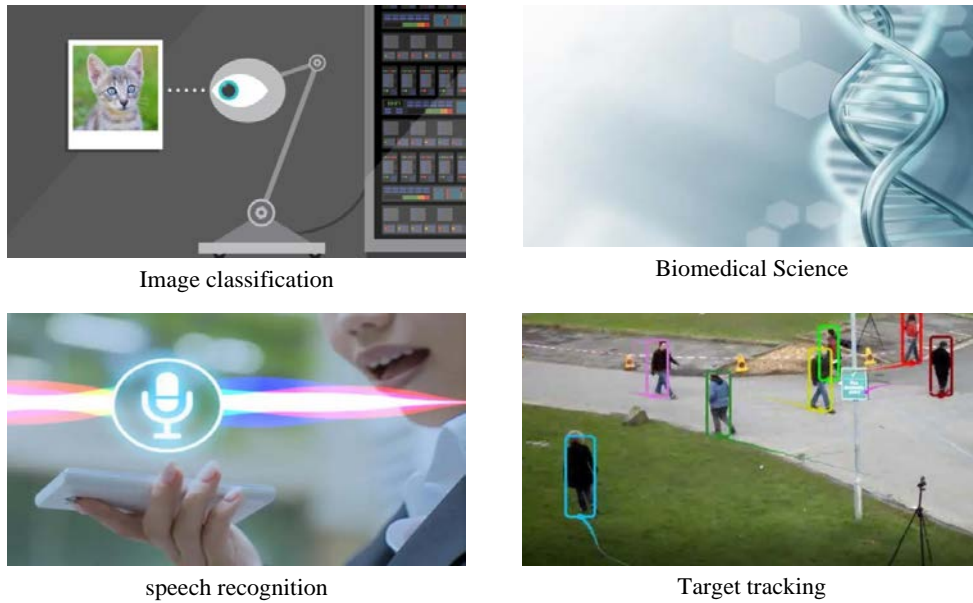 Image classification
Biomedical Science
speech recognition
Target tracking